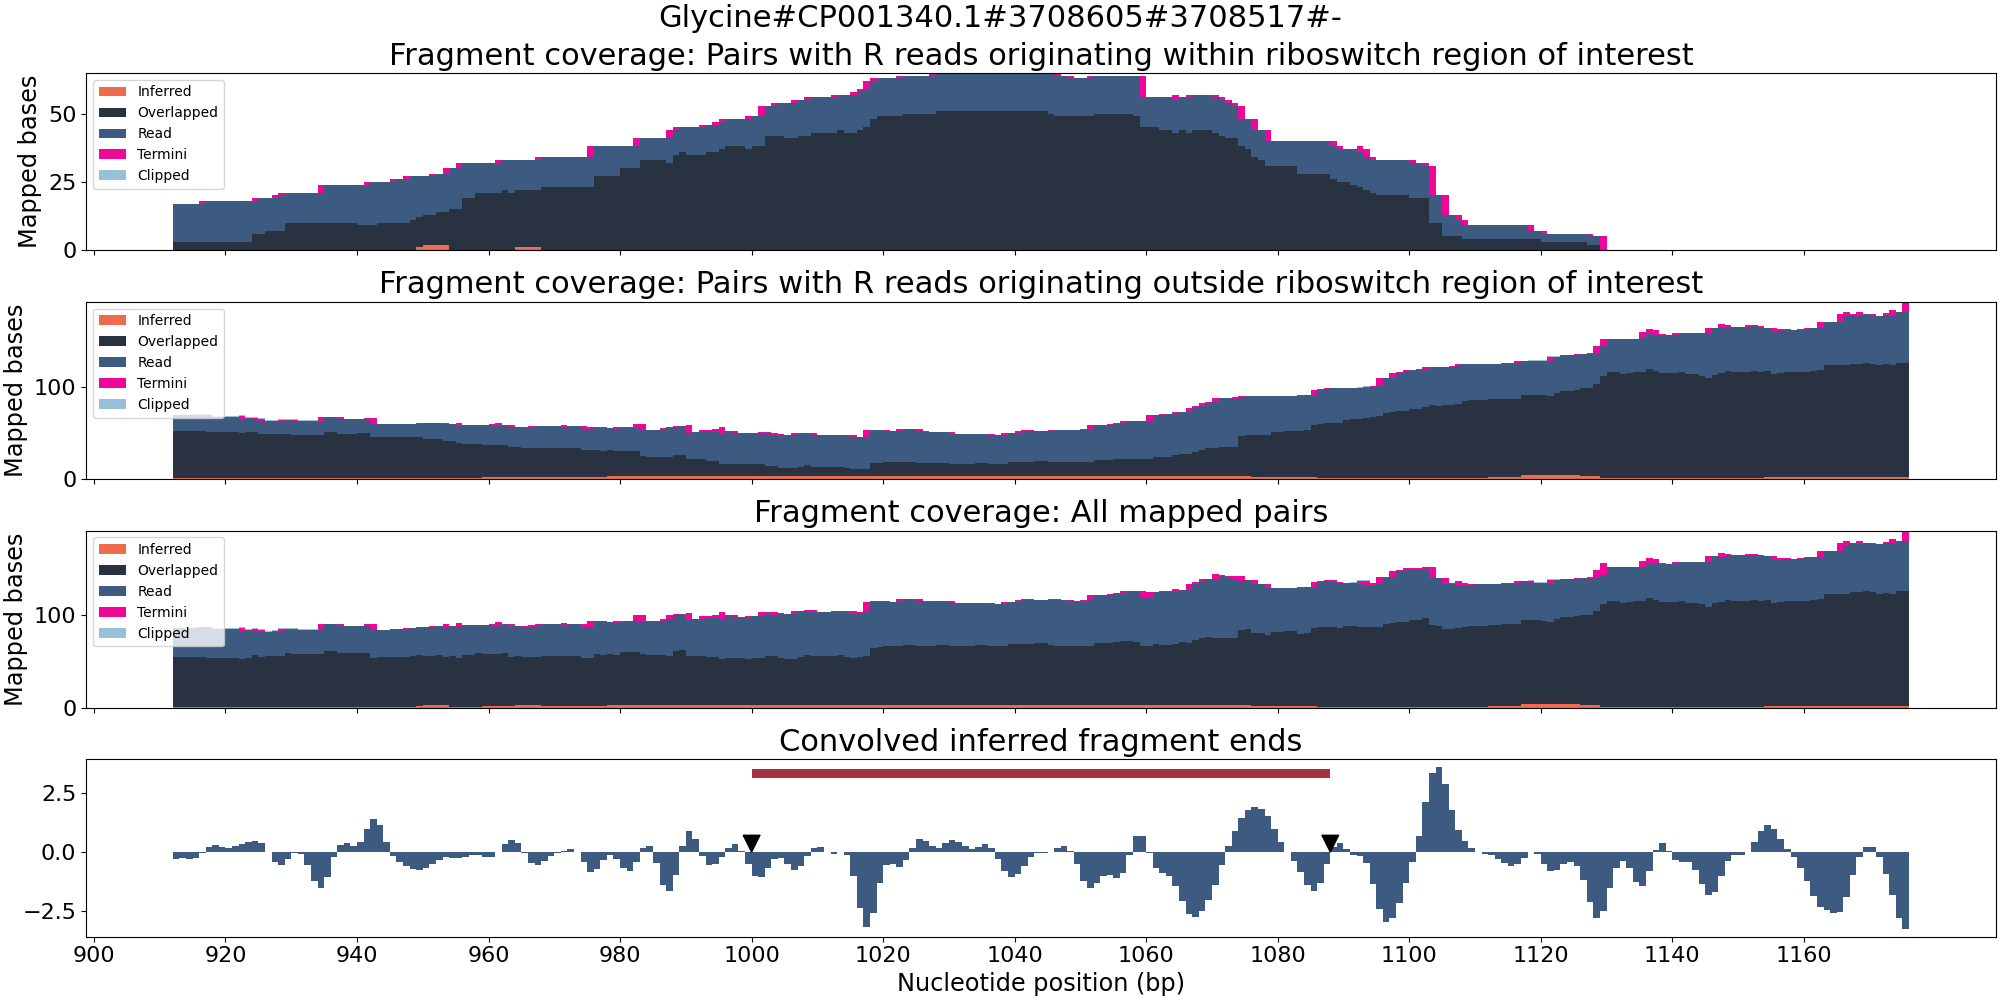 Glycine#CP001340.1#3708605#3708517#-
Fragment coverage: Pairs with R reads originating within riboswitch region of interest
Mapped bases
50
25
0
Inferred
Overlapped
Read
Termini
Clipped
Fragment coverage: Pairs with R reads originating outside riboswitch region of interest
Mapped bases
100
0
Inferred
Overlapped
Read
Termini
Clipped
Fragment coverage: All mapped pairs
Mapped bases
100
0
Inferred
Overlapped
Read
Termini
Clipped
Convolved inferred fragment ends
2.5
0.0
−2.5
900 920 940 960 980 1000 1020 1040 1060 1080 1100 1120 1140 1160
Nucleotide position (bp)